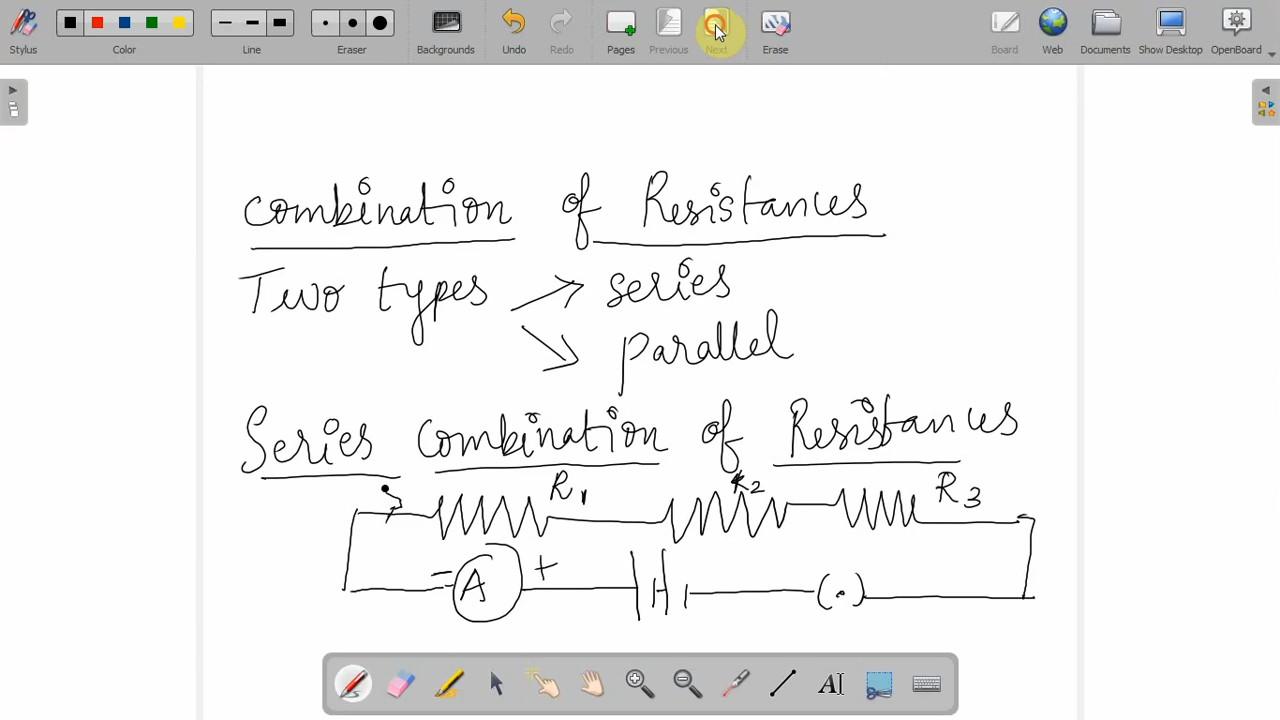 Stylus Color Line Eraser Backgrounds Undo Redo Pages Previous Next Erase Board Web Documents Show Desktop OpenBoard
combination of Resistances
Two types → series
→ parallel
Series Combination of Resistances
R1 R2 R3
= A + (.)
AI